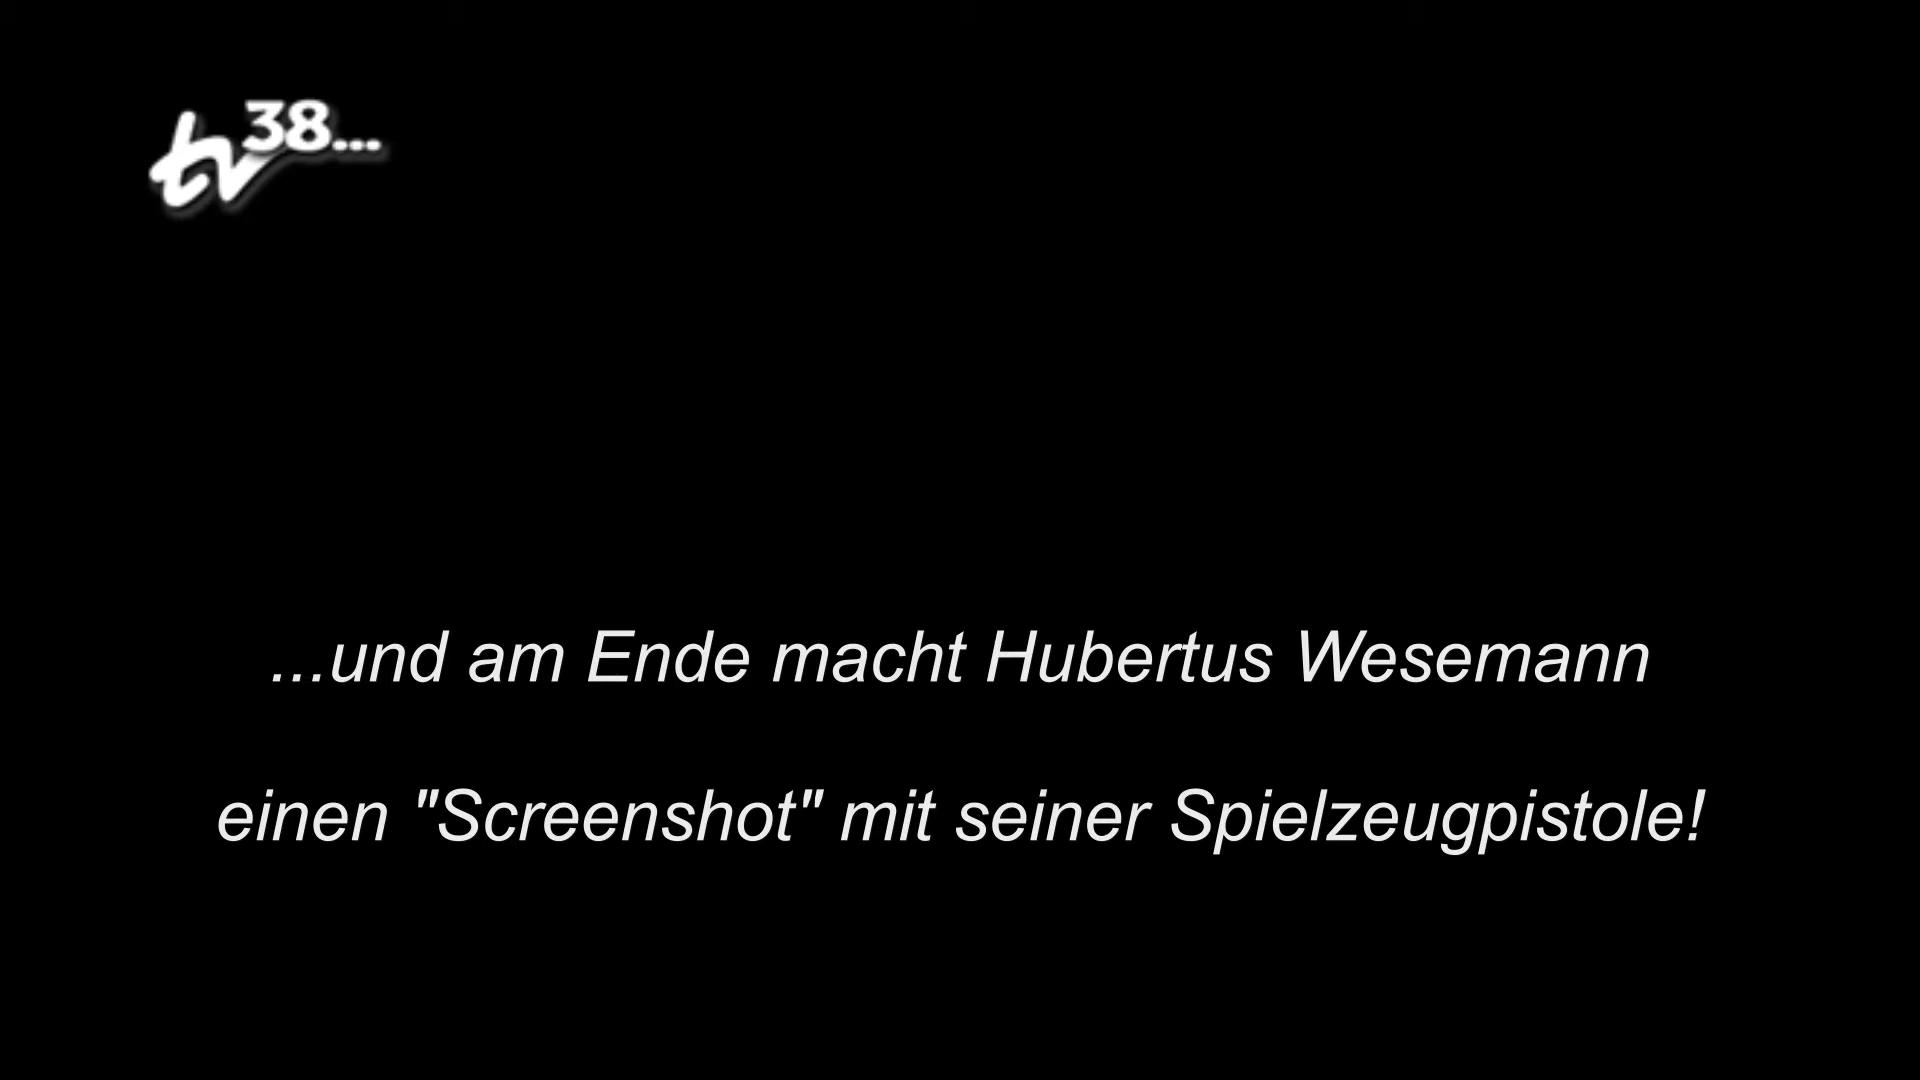 tv38...
...und am Ende macht Hubertus Wesemann
einen "Screenshot" mit seiner Spielzeugpistole!